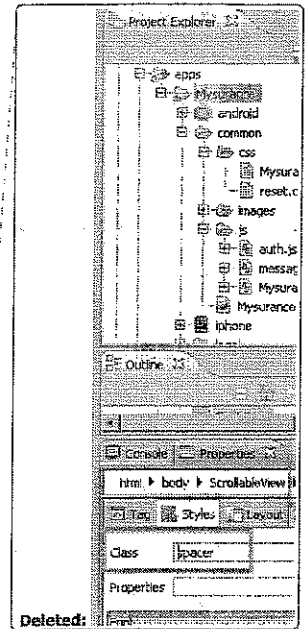 Project Explorer
apps
Mysurance
android
common
css
Mysura
reset.c
images
js
auth.js
messag
Mysura
Mysurance
iphone
Outline
Console Properties
html body ScrollableView
Tag Styles Layout
Class spacer
Properties
Deleted: Font